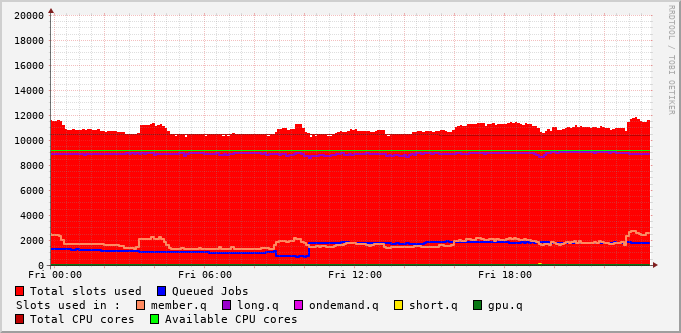 RRDTOOL / TOBI OETIKER
20000
18000
16000
14000
12000
10000
8000
6000
4000
2000
0
Fri 00:00 Fri 06:00 Fri 12:00 Fri 18:00
Total slots used Queued Jobs
Slots used in : member.q long.q ondemand.q short.q gpu.q
Total CPU cores Available CPU cores